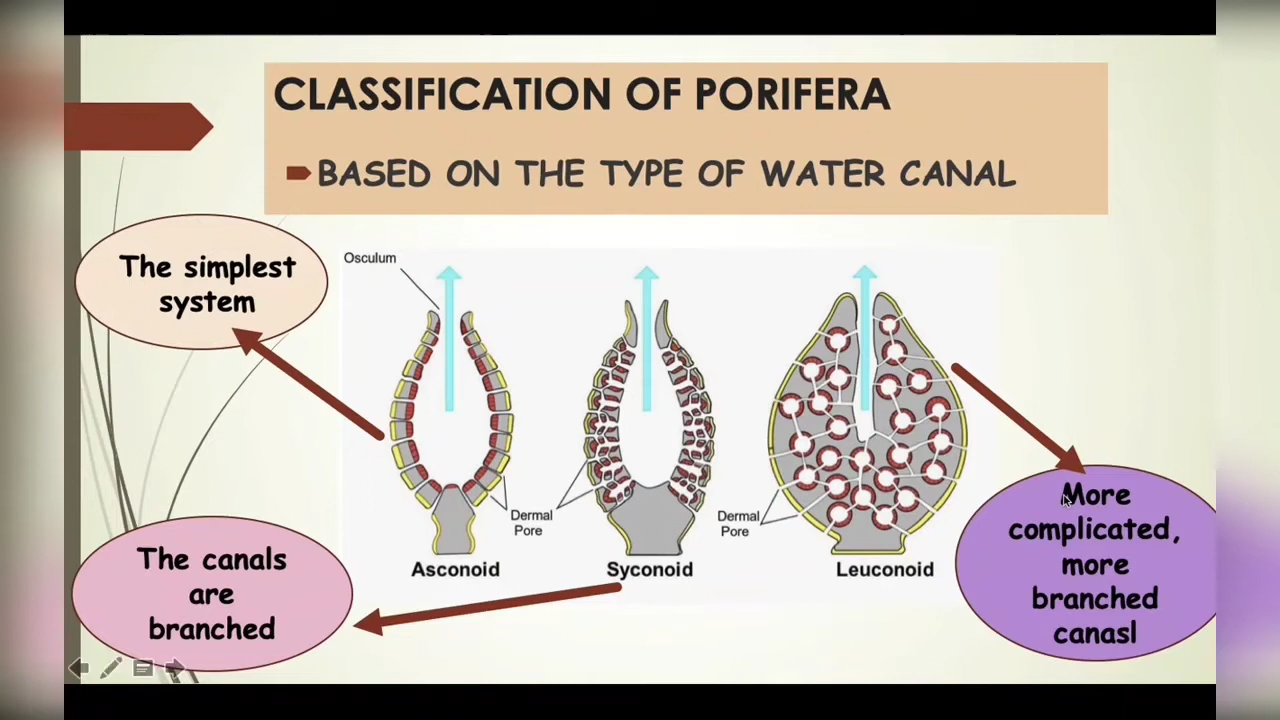 CLASSIFICATION OF PORIFERA
BASED ON THE TYPE OF WATER CANAL
The simplest
system
Osculum
Dermal
Pore
Dermal
Pore
Asconoid
Syconoid
Leuconoid
The canals
are
branched
More
complicated,
more
branched
canasl